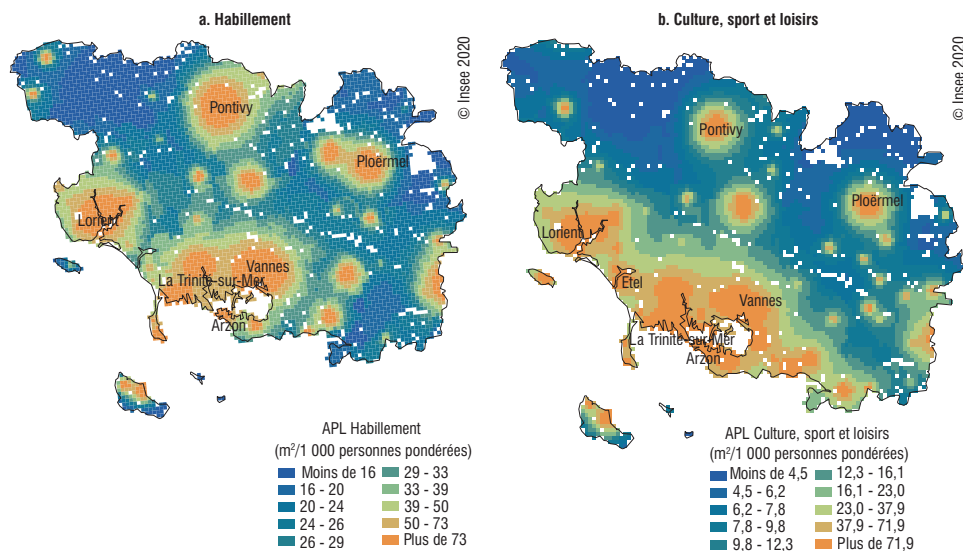 a. Habillement
© Insee 2020
Pontivy
Ploërmel
Lorient
La Trinité-sur-Mer
Vannes
Arzon
APL Habillement
(m²/1 000 personnes pondérées)
Moins de 16
16 - 20
20 - 24
24 - 26
26 - 29
29 - 33
33 - 39
39 - 50
50 - 73
Plus de 73
b. Culture, sport et loisirs
© Insee 2020
Pontivy
Ploërmel
Lorient
Etel
Vannes
La Trinité-sur-Mer
Arzon
APL Culture, sport et loisirs
(m²/1 000 personnes pondérées)
Moins de 4,5
4,5 - 6,2
6,2 - 7,8
7,8 - 9,8
9,8 - 12,3
12,3 - 16,1
16,1 - 23,0
23,0 - 37,9
37,9 - 71,9
Plus de 71,9